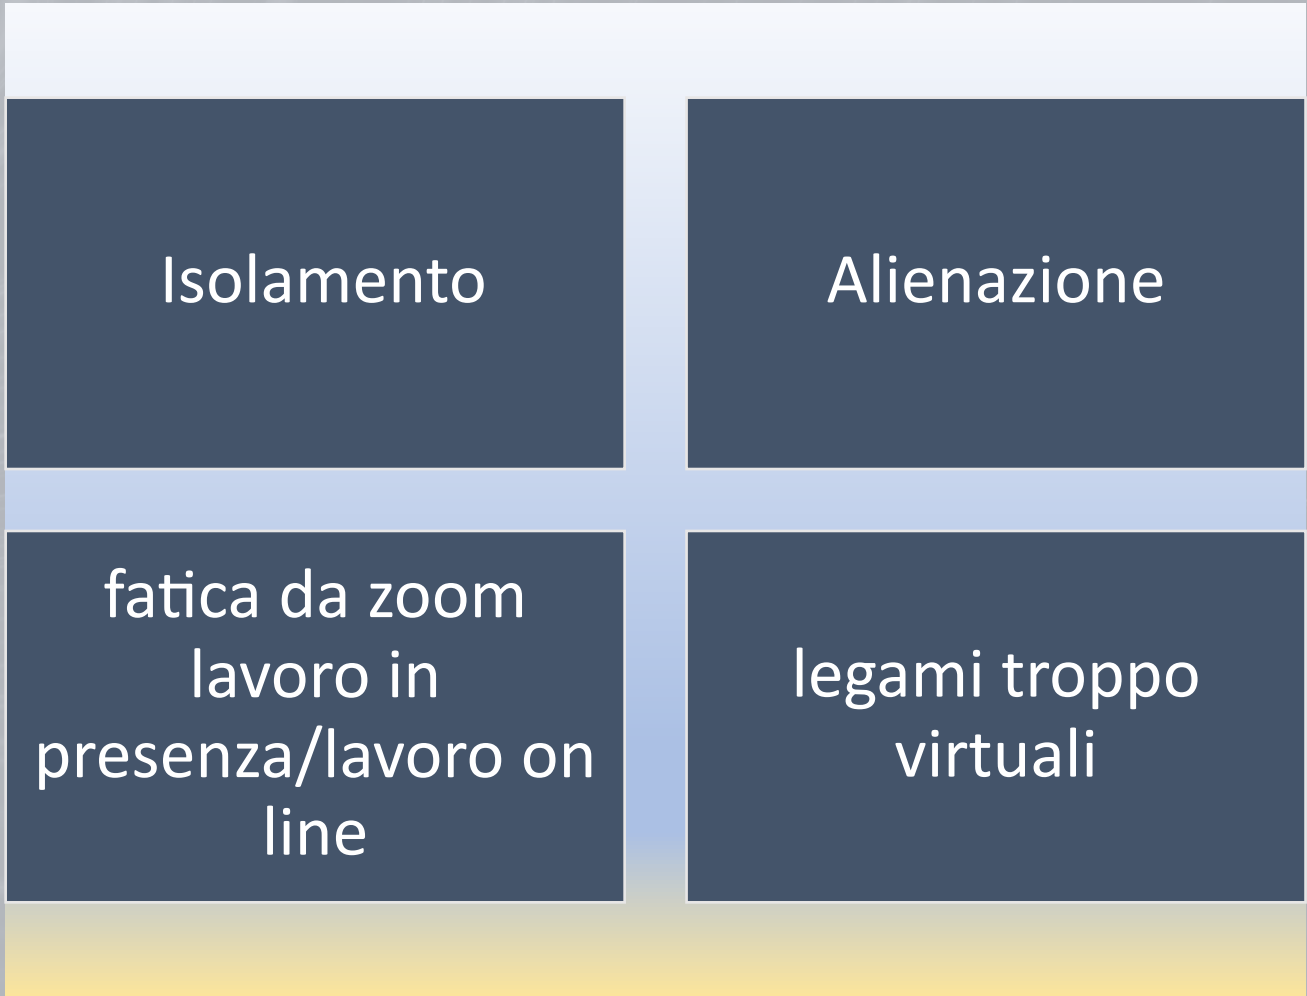 Isolamento
Alienazione
fatica da zoom
lavoro in
presenza/lavoro on
line
legami troppo
virtuali